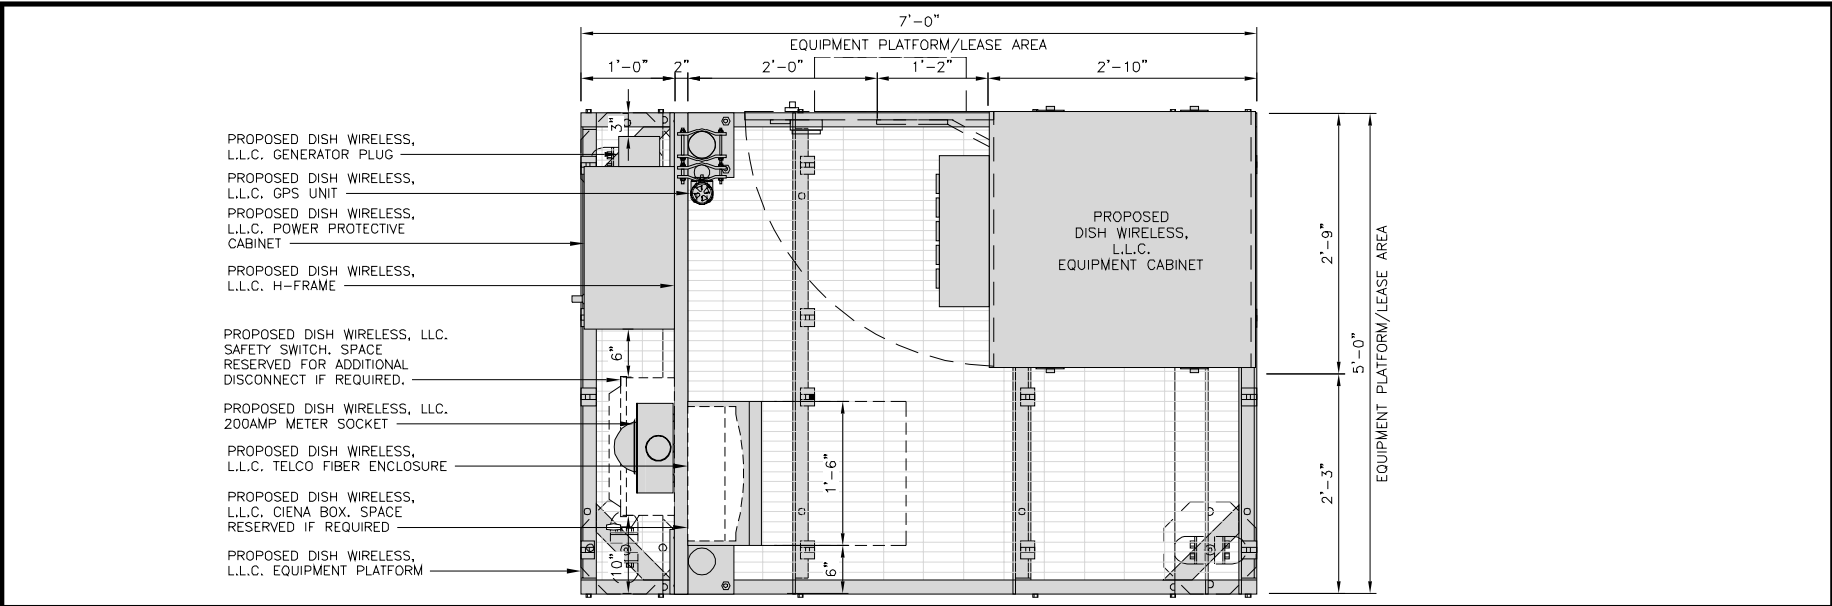 7'-0"
EQUIPMENT PLATFORM/LEASE AREA
1'-0"
2"
2'-0"
1'-2"
2'-10"
3"
PROPOSED DISH WIRELESS,
L.L.C. GENERATOR PLUG
PROPOSED DISH WIRELESS,
L.L.C. GPS UNIT
PROPOSED DISH WIRELESS,
L.L.C. POWER PROTECTIVE
CABINET
PROPOSED DISH WIRELESS,
L.L.C. H-FRAME
PROPOSED DISH WIRELESS, LLC.
SAFETY SWITCH. SPACE
RESERVED FOR ADDITIONAL
DISCONNECT IF REQUIRED.
PROPOSED DISH WIRELESS, LLC.
200AMP METER SOCKET
PROPOSED DISH WIRELESS,
L.L.C. TELCO FIBER ENCLOSURE
PROPOSED DISH WIRELESS,
L.L.C. CIENA BOX. SPACE
RESERVED IF REQUIRED
PROPOSED DISH WIRELESS,
L.L.C. EQUIPMENT PLATFORM
6"
10"
1'-6"
6"
PROPOSED
DISH WIRELESS,
L.L.C.
EQUIPMENT CABINET
2'-9"
2'-3"
5'-0"
EQUIPMENT PLATFORM/LEASE AREA